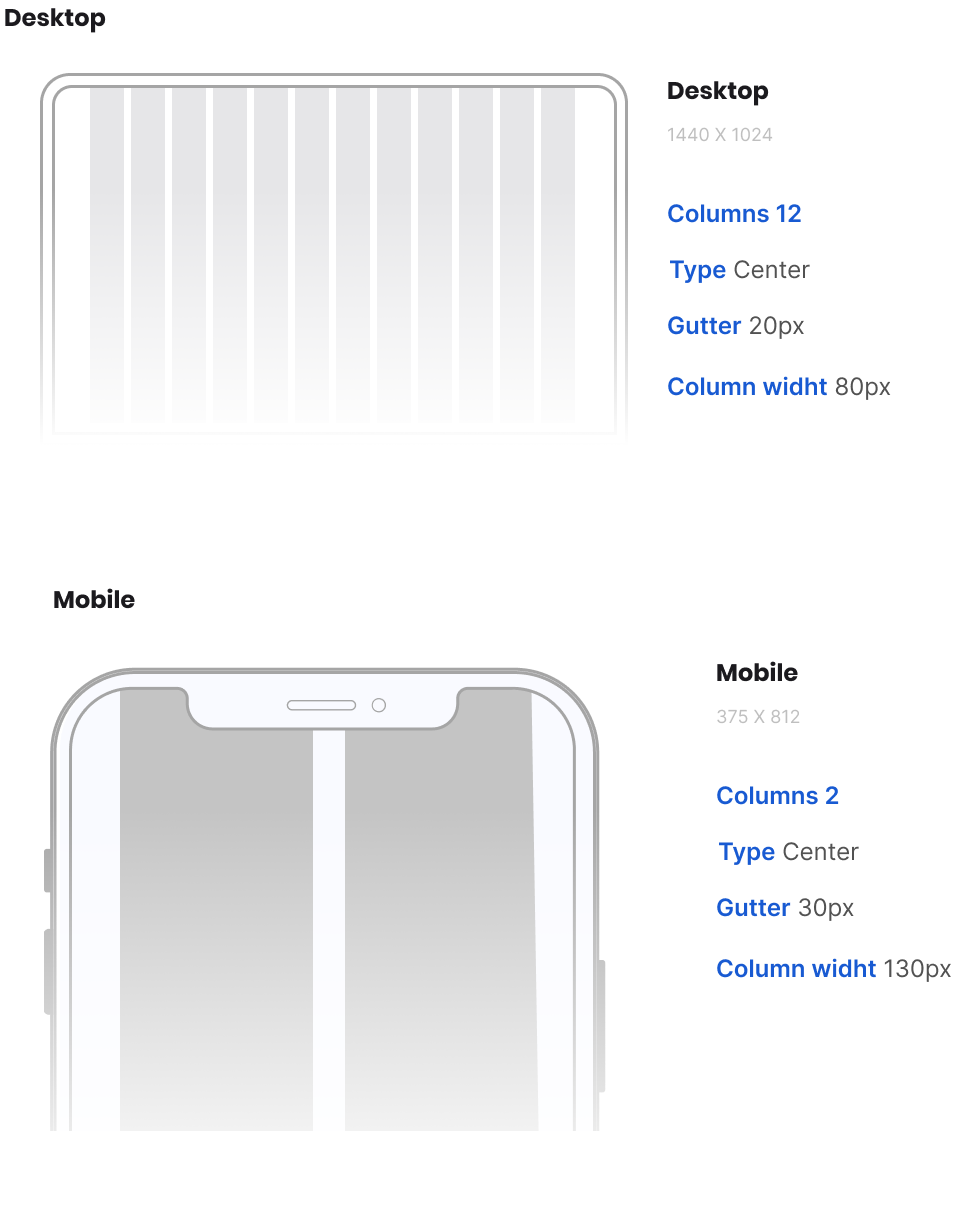 Desktop
Desktop
1440 X 1024
Columns 12
Type Center
Gutter 20px
Column widht 80px
Mobile
Mobile
375 X 812
Columns 2
Type Center
Gutter 30px
Column widht 130px